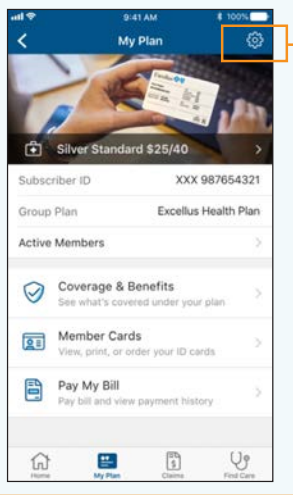 9:41 AM
100%
My Plan
Excellus
Silver Standard $25/40
Subscriber ID XXX 987654321
Group Plan Excellus Health Plan
Active Members
Coverage & Benefits
See what's covered under your plan
Member Cards
View, print, or order your ID cards
Pay My Bill
Pay bill and view payment history
Home My Plan Claims Find Care